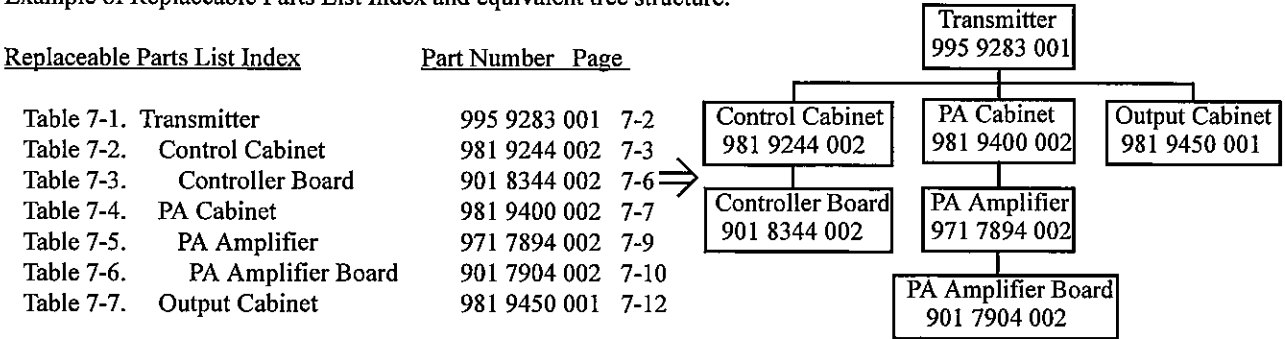 Example of Replaceable Parts List Index and equivalent tree structure.
Replaceable Parts List Index Part Number Page
Table 7-1. Transmitter 995 9283 001 7-2
Table 7-2. Control Cabinet 981 9244 002 7-3
Table 7-3. Controller Board 901 8344 002 7-6
Table 7-4. PA Cabinet 981 9400 002 7-7
Table 7-5. PA Amplifier 971 7894 002 7-9
Table 7-6. PA Amplifier Board 901 7904 002 7-10
Table 7-7. Output Cabinet 981 9450 001 7-12
Transmitter
995 9283 001
Control Cabinet
981 9244 002
PA Cabinet
981 9400 002
Output Cabinet
981 9450 001
Controller Board
901 8344 002
PA Amplifier
971 7894 002
PA Amplifier Board
901 7904 002